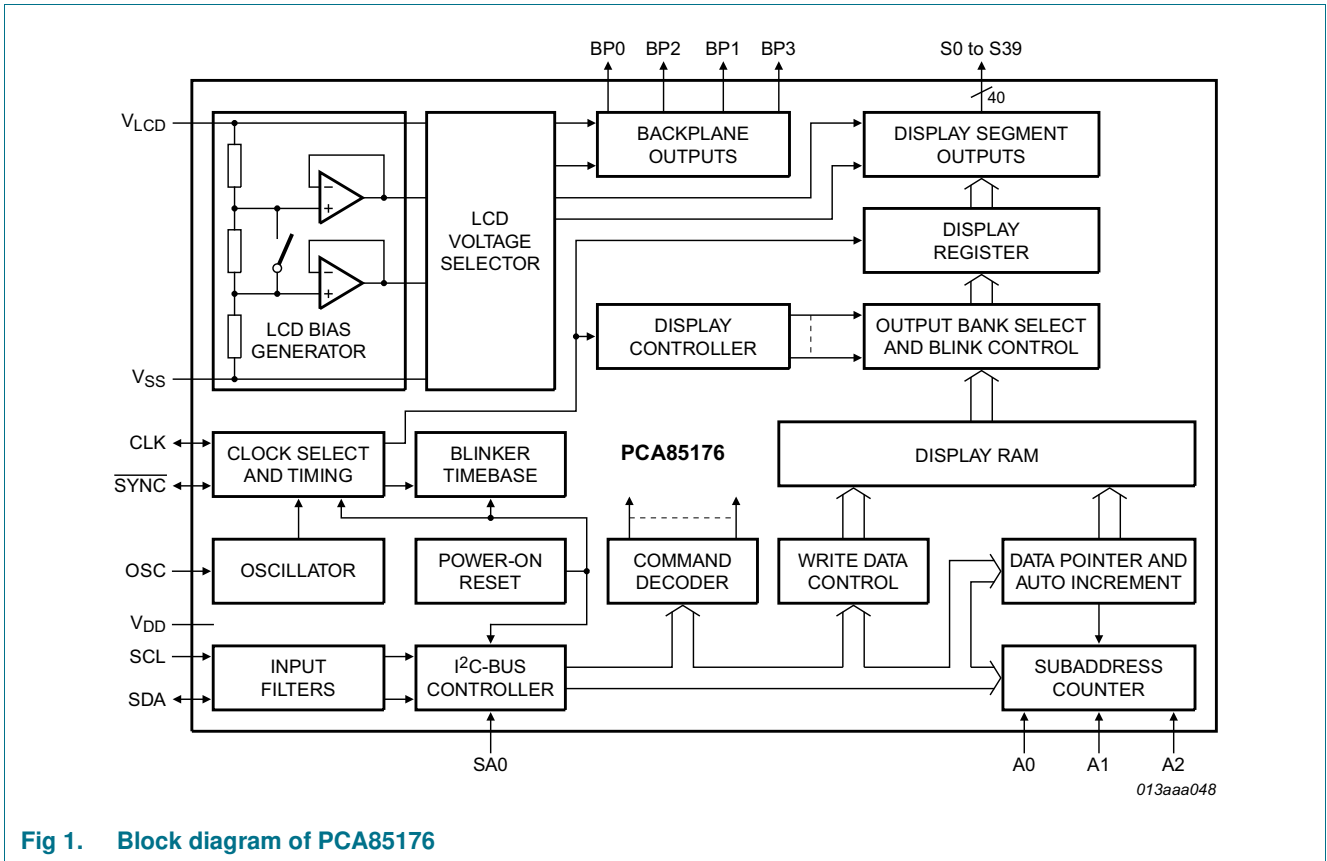 BP0 BP2 BP1 BP3 S0 to S39
40
VLCD
BACKPLANE
OUTPUTS
DISPLAY SEGMENT
OUTPUTS
LCD
VOLTAGE
SELECTOR
DISPLAY
REGISTER
− +
− +
LCD BIAS
GENERATOR
DISPLAY
CONTROLLER
OUTPUT BANK SELECT
AND BLINK CONTROL
VSS
CLK
SYNC
CLOCK SELECT
AND TIMING
BLINKER
TIMEBASE
PCA85176
DISPLAY RAM
OSC
OSCILLATOR
POWER-ON
RESET
COMMAND
DECODER
WRITE DATA
CONTROL
DATA POINTER AND
AUTO INCREMENT
VDD
SCL
SDA
INPUT
FILTERS
I2C-BUS
CONTROLLER
SUBADDRESS
COUNTER
SA0 A0 A1 A2
013aaa048
Fig 1. Block diagram of PCA85176